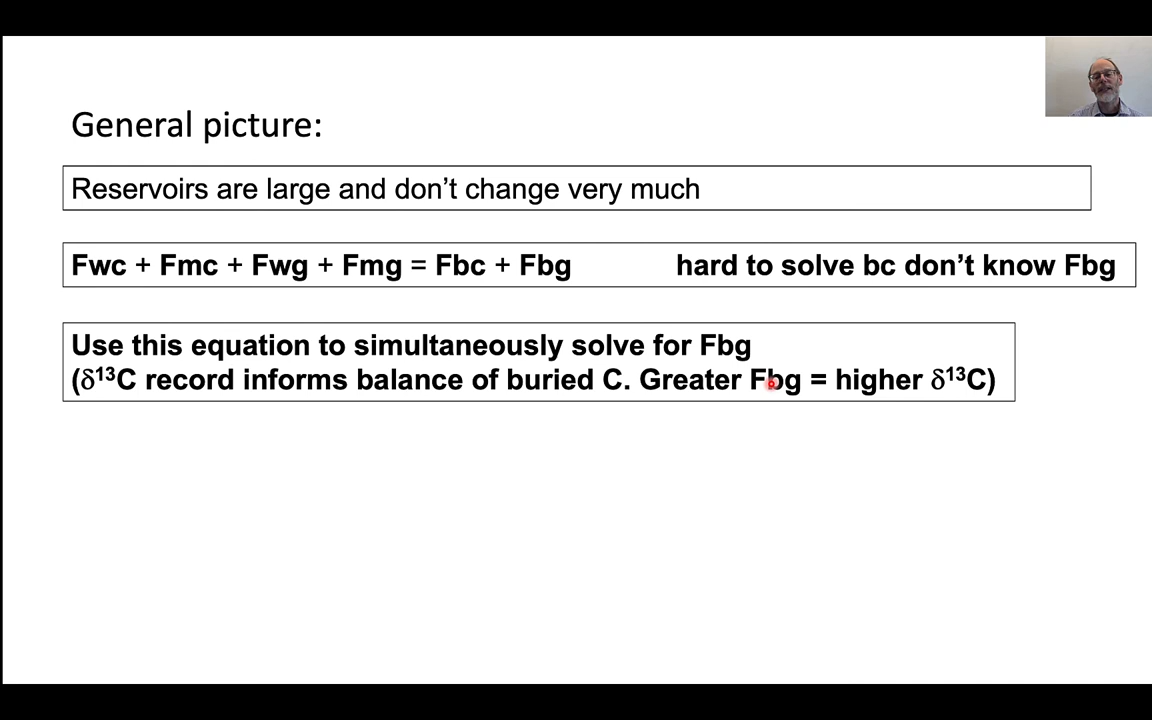 General picture:
Reservoirs are large and don’t change very much
Fwc + Fmc + Fwg + Fmg = Fbc + Fbg hard to solve bc don’t know Fbg
Use this equation to simultaneously solve for Fbg
(δ¹³C record informs balance of buried C. Greater Fbg = higher δ¹³C)